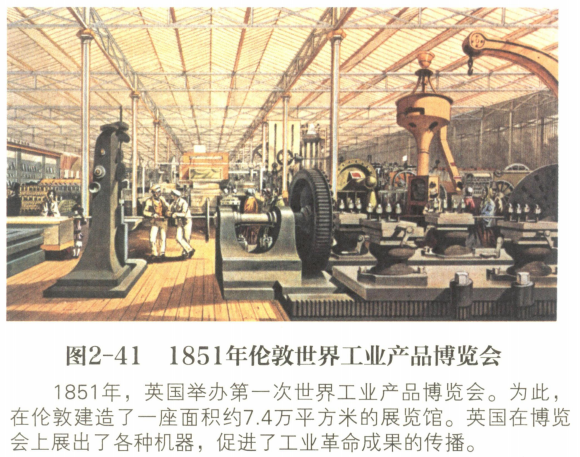 图2-41 1851年伦敦世界工业产品博览会
1851年，英国举办第一次世界工业产品博览会。为此，
在伦敦建造了一座面积约7.4万平方米的展览馆。英国在博览
会上展出了各种机器，促进了工业革命成果的传播。